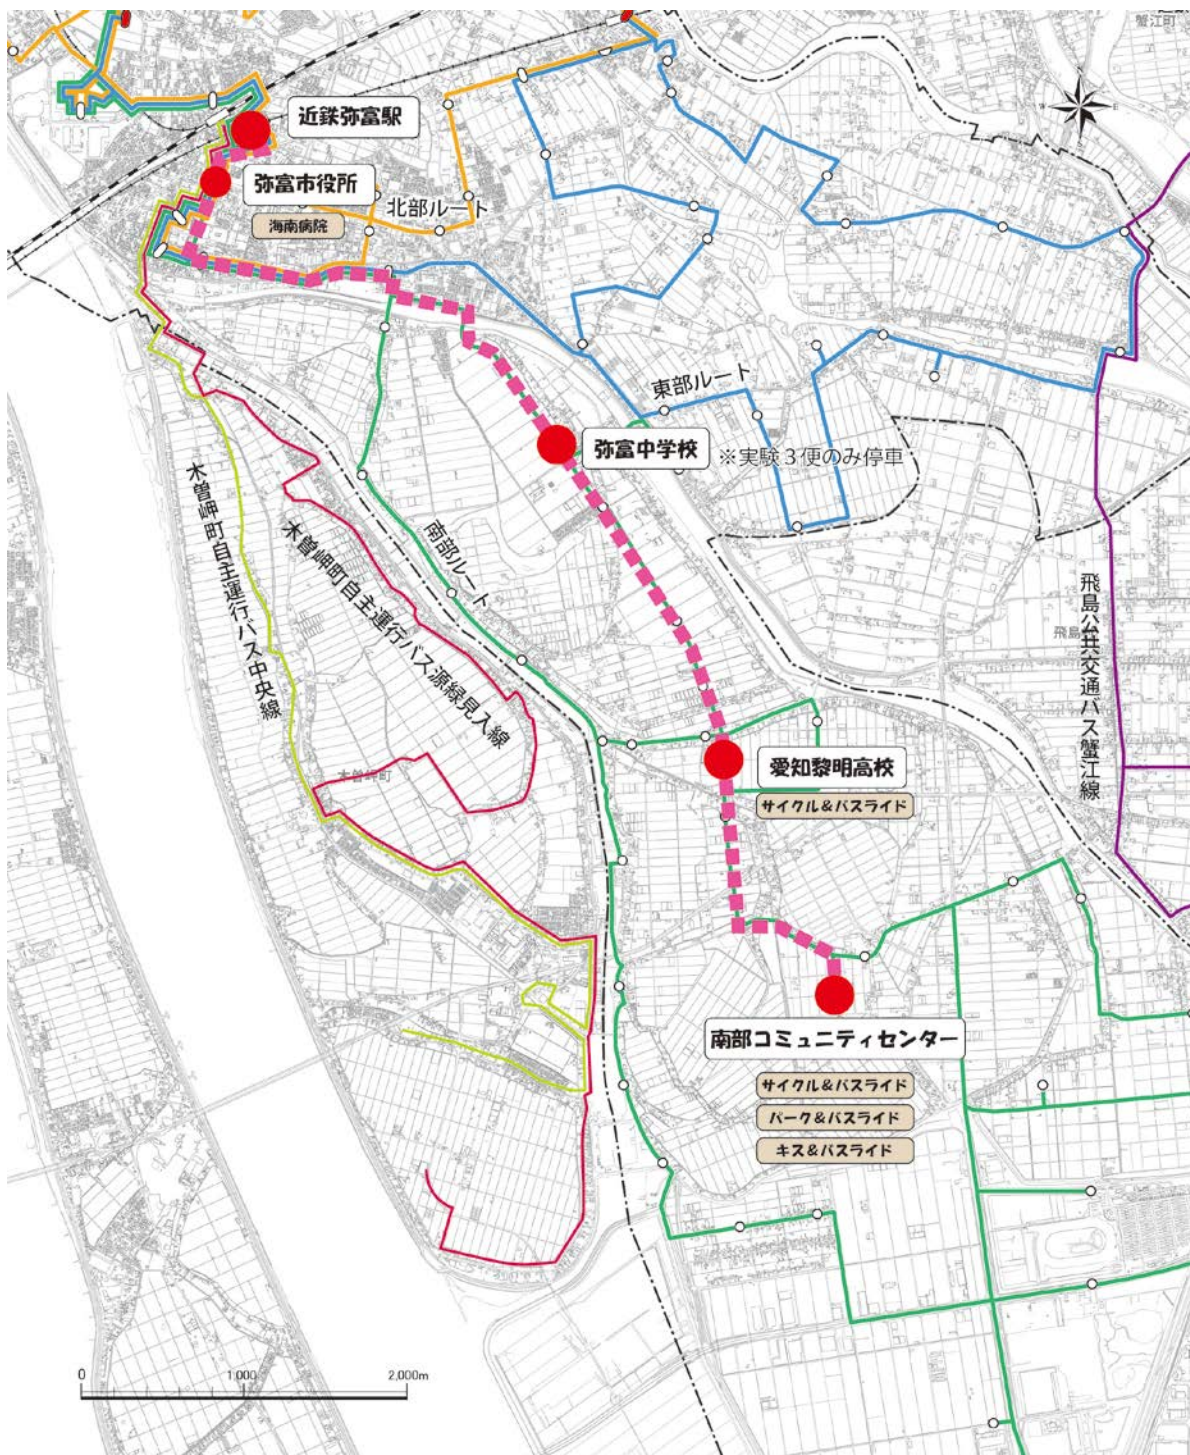 蟹江町
近鉄弥富駅
弥富市役所
海南病院
北部ルート
W
E
東部ルート
弥富中学校
※実験3便のみ停車
木曽岬町自主運行バス中央線
木曽岬町自主運行バス源緑見入線
南部ルート
飛島公共交通バス蟹江線
木曽岬町
愛知黎明高校
サイクル&バスライド
南部コミュニティセンター
サイクル&バスライド
パーク&バスライド
キス&バスライド
0
1,000
2,000m